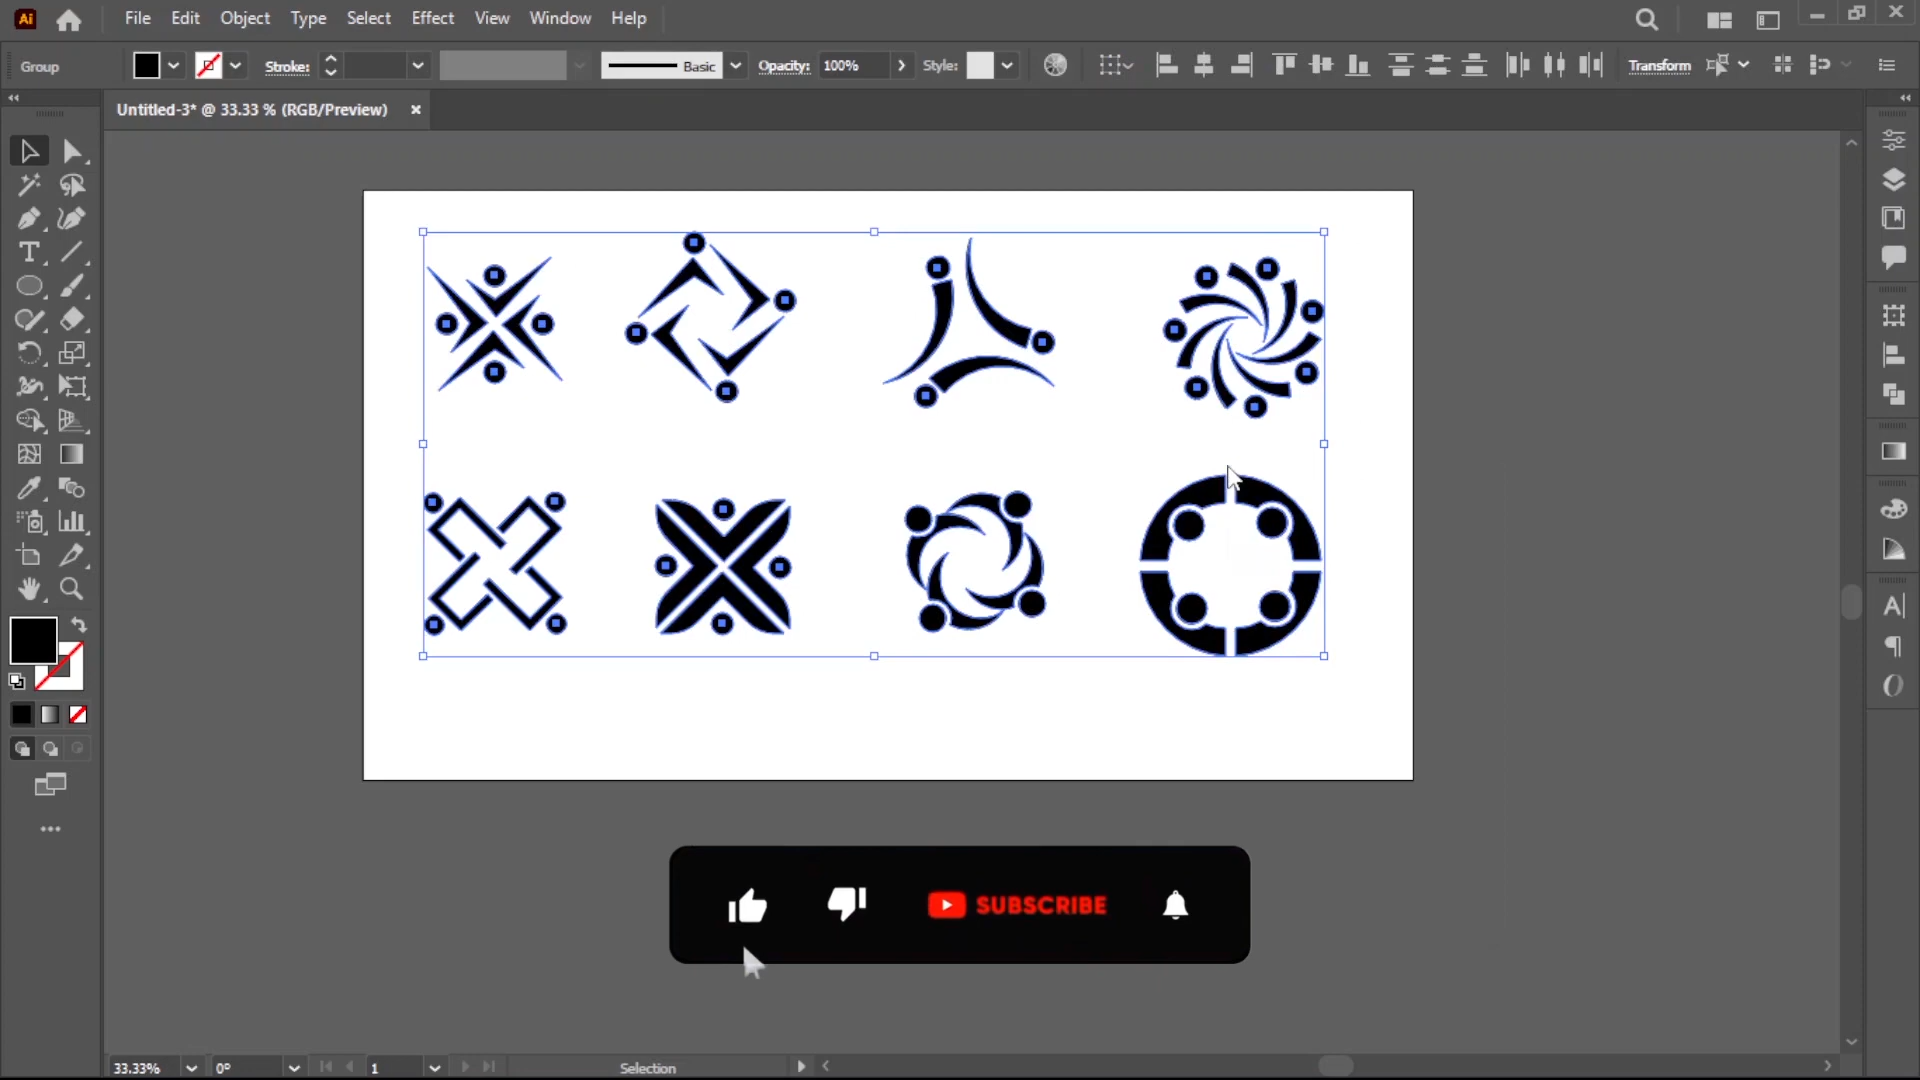 Ai File Edit Object Type Select Effect View Window Help
Group Stroke: Basic Opacity: 100% Style: Transform
Untitled-3* @ 33.33 % (RGB/Preview)
SUBSCRIBE
33.33% 0° 1 Selection